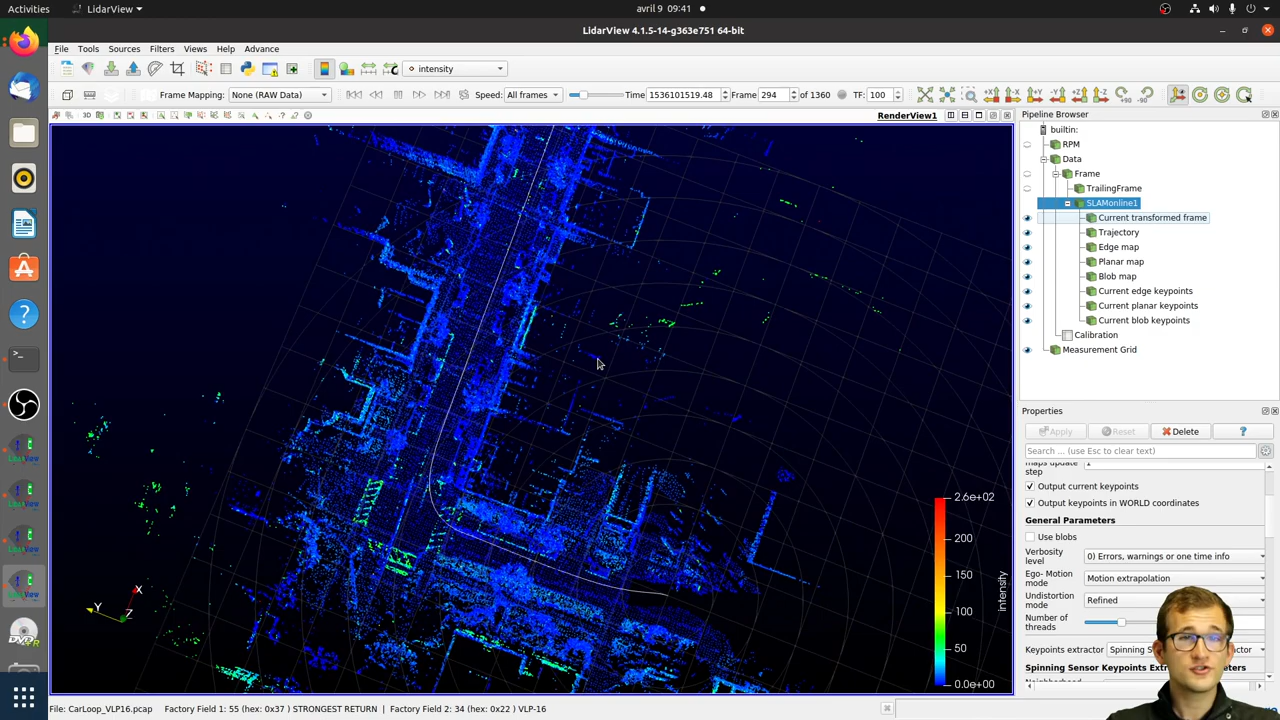 Activities LidarView avril 9 09:41
LidarView 4.1.5-14-g363e751 64-bit
File Tools Sources Filters Views Help Advance
intensity
Frame Mapping: None (RAW Data) Speed: All frames Time 1536101519.48 Frame 294 of 1360 TF: 100
3D RenderView1
Pipeline Browser
builtin:
RPM
Data
Frame
TrailingFrame
SLAMonline1
Current transformed frame
Trajectory
Edge map
Planar map
Blob map
Current edge keypoints
Current planar keypoints
Current blob keypoints
Calibration
Measurement Grid
Properties
Apply Reset Delete ?
Search ... (use Esc to clear text)
maps update
step
Output current keypoints
Output keypoints in WORLD coordinates
General Parameters
Use blobs
Verbosity
level 0) Errors, warnings or one time info
Ego- Motion
mode Motion extrapolation
Undistortion
mode Refined
Number of
threads
Keypoints extractor Spinning
Spinning Sensor Keypoints
2.6e+02
200
150
100
50
0.0e+00
intensity
X
Y
Z
File: CarLoop_VLP16.pcap Factory Field 1: 55 (hex: 0x37 ) STRONGEST RETURN | Factory Field 2: 34 (hex: 0x22 ) VLP-16